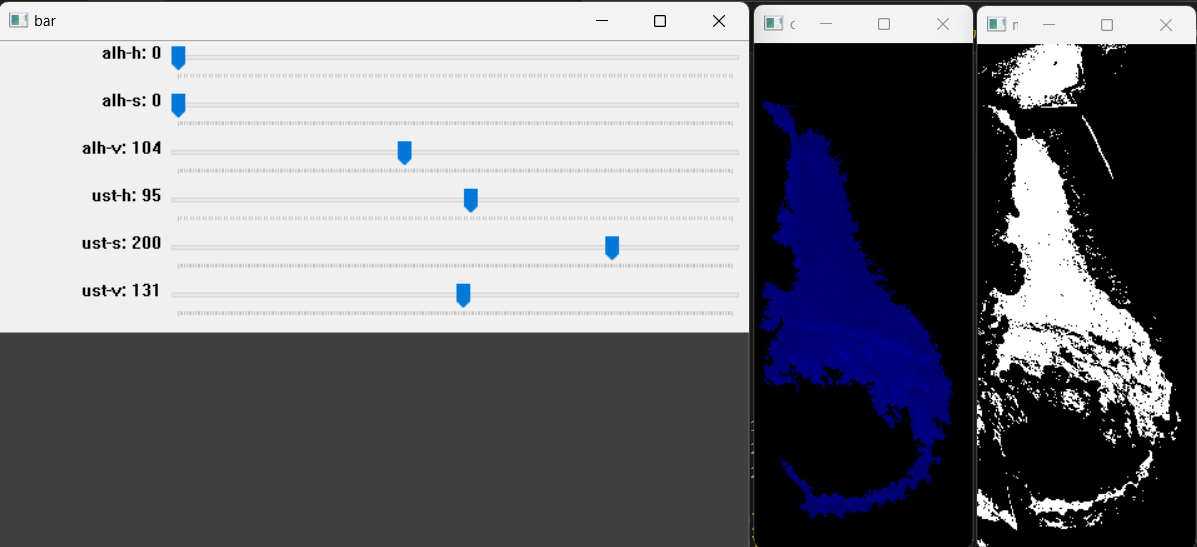 bar
alh-h: 0
alh-s: 0
alh-v: 104
ust-h: 95
ust-s: 200
ust-v: 131